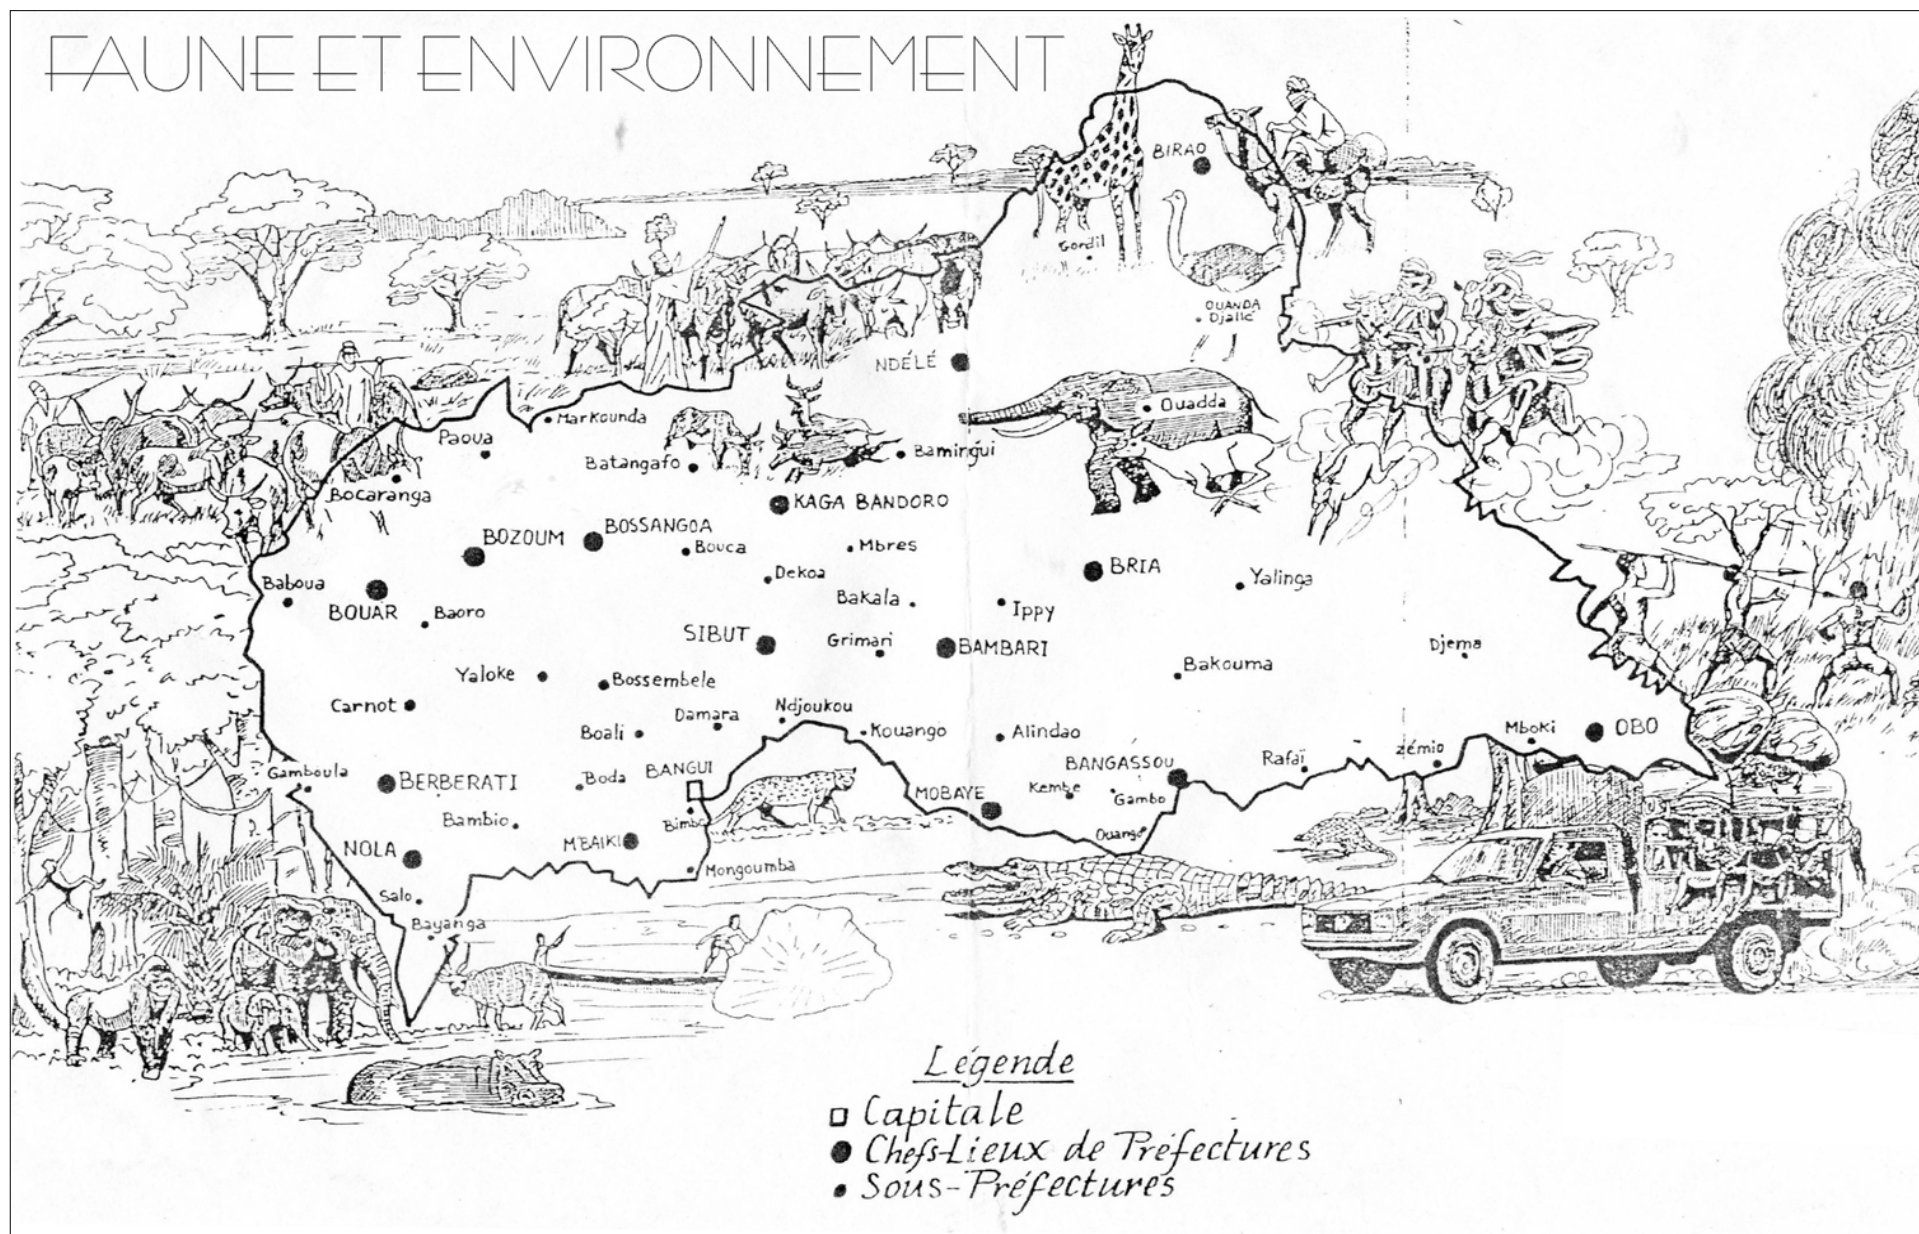 FAUNE ET ENVIRONNEMENT
BIRAO
Gordil
OUANDA
Djallé
NDÉLÉ
Ouadda
Markounda
Paoua
Batangafo
Bamingui
Bocaranga
KAGA BANDORO
BOZOUM
BOSSANGOA
Bouca
Mbres
BRIA
Yalinga
Dekoa
Baboua
BOUAR
Baoro
Bakala
Ippy
SIBUT
Grimari
BAMBARI
Djema
Bakouma
Yaloke
Bossembele
Carnot
Damara
Ndjoukou
Boali
Kouango
Alindao
Mboki
OBO
Gamboula
BERBERATI
Boda
BANGUI
BANGASSOU
Rafaï
zémio
MOBAYE
Kembe
Gambo
Bambio
Bimbo
Ouango
NOLA
M'BAIKI
Mongoumba
Salo
Bayanga
Légende
Capitale
Chefs-Lieux de Préfectures
Sous-Préfectures